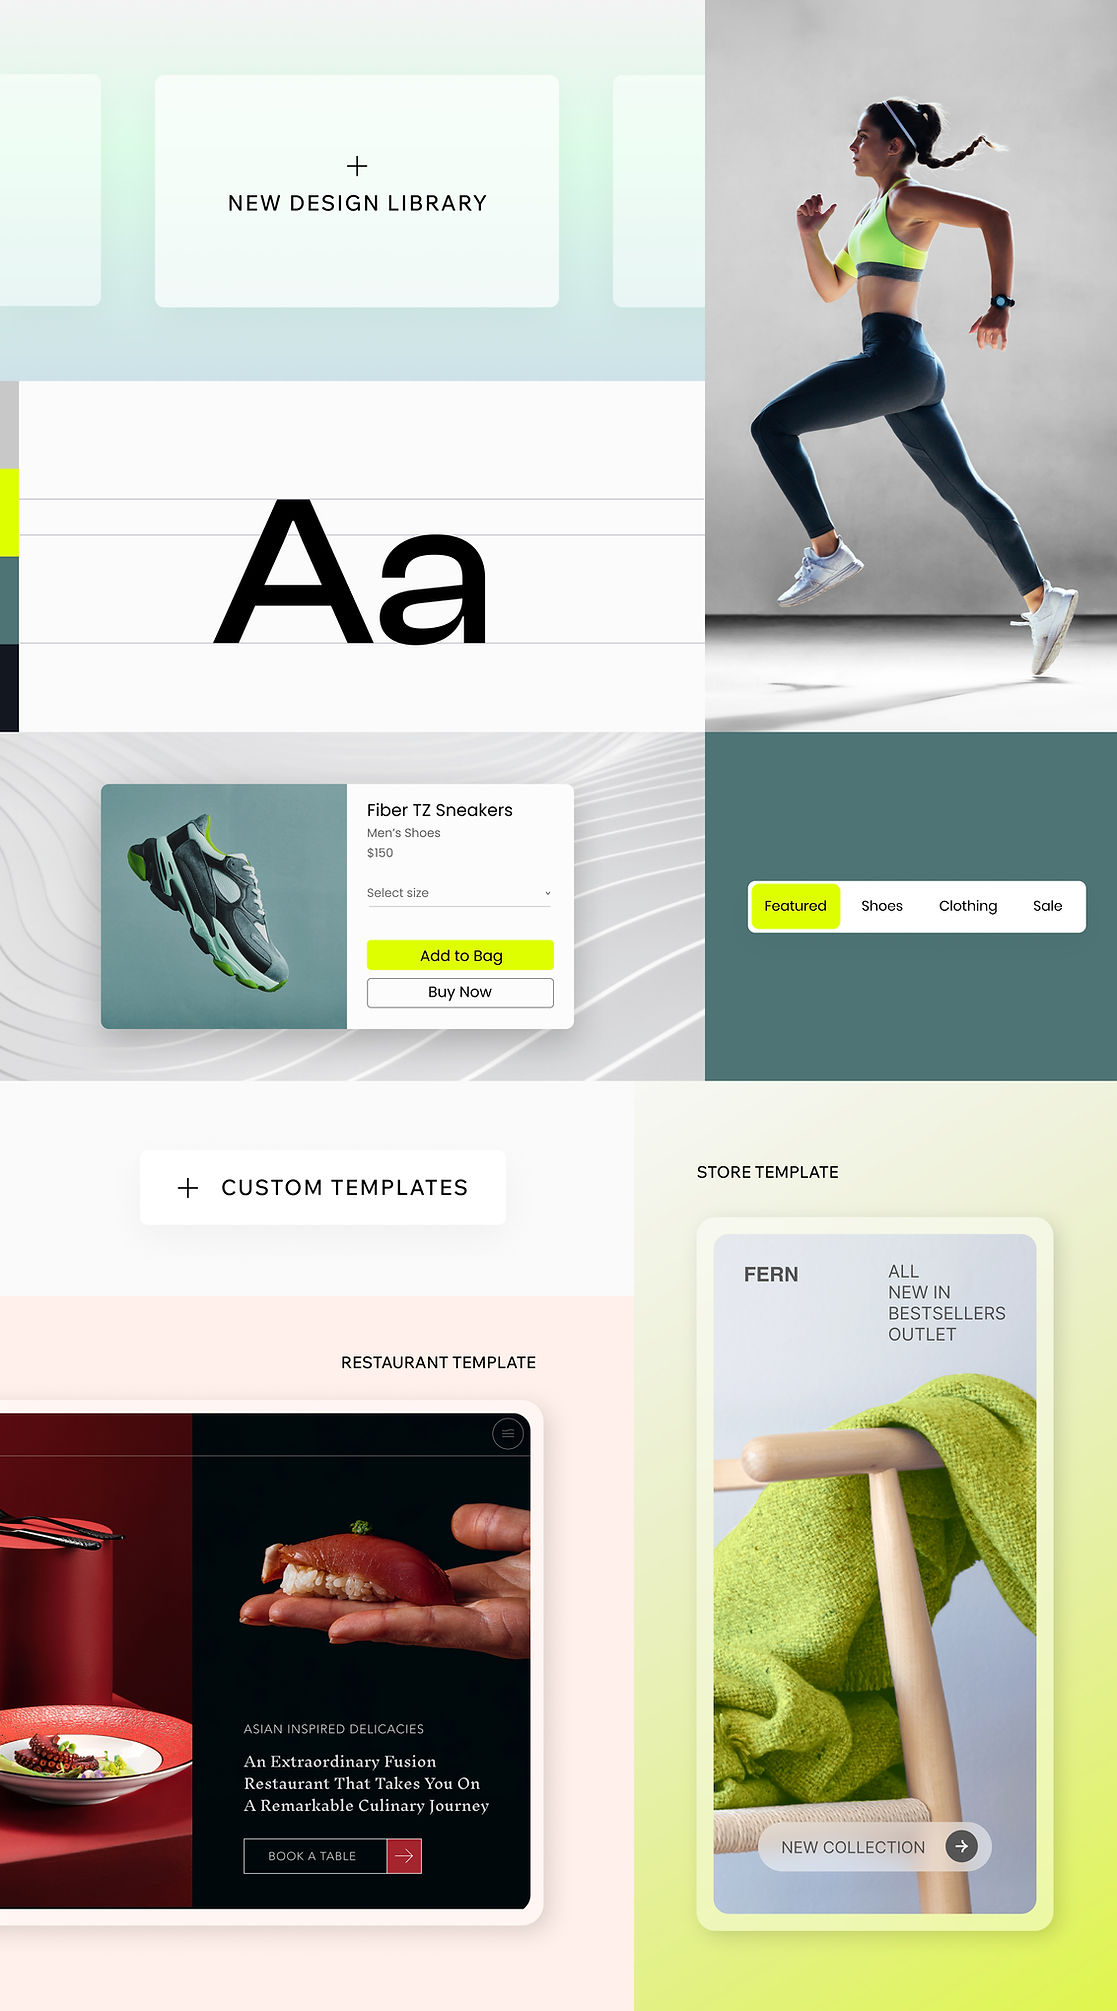 NEW DESIGN LIBRARY
Aa
Fiber TZ Sneakers
Men's Shoes
$150
Select size
Add to Bag
Buy Now
Featured Shoes Clothing Sale
CUSTOM TEMPLATES
STORE TEMPLATE
FERN
ALL
NEW IN
BESTSELLERS
OUTLET
NEW COLLECTION
RESTAURANT TEMPLATE
ASIAN INSPIRED DELICACIES
An Extraordinary Fusion
Restaurant That Takes You On
A Remarkable Culinary Journey
BOOK A TABLE